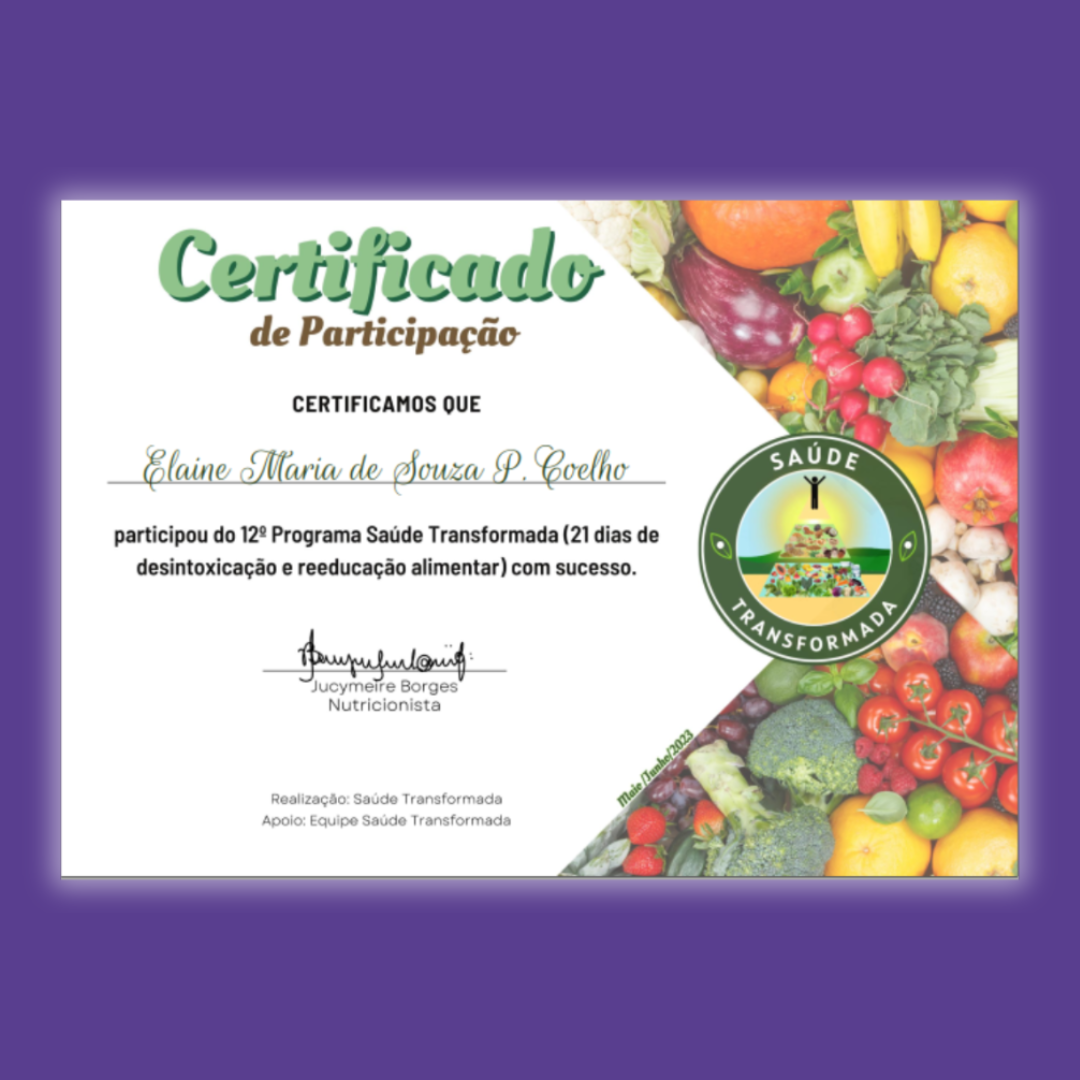 Certificado
de Participação
CERTIFICAMOS QUE
Elaine Maria de Souza P. Coelho
participou do 12º Programa Saúde Transformada (21 dias de
desintoxicação e reeducação alimentar) com sucesso.
Jucymeire Borges
Nutricionista
Realização: Saúde Transformada
Apoio: Equipe Saúde Transformada
Maio /Junho/2023
SAÚDE
TRANSFORMADA